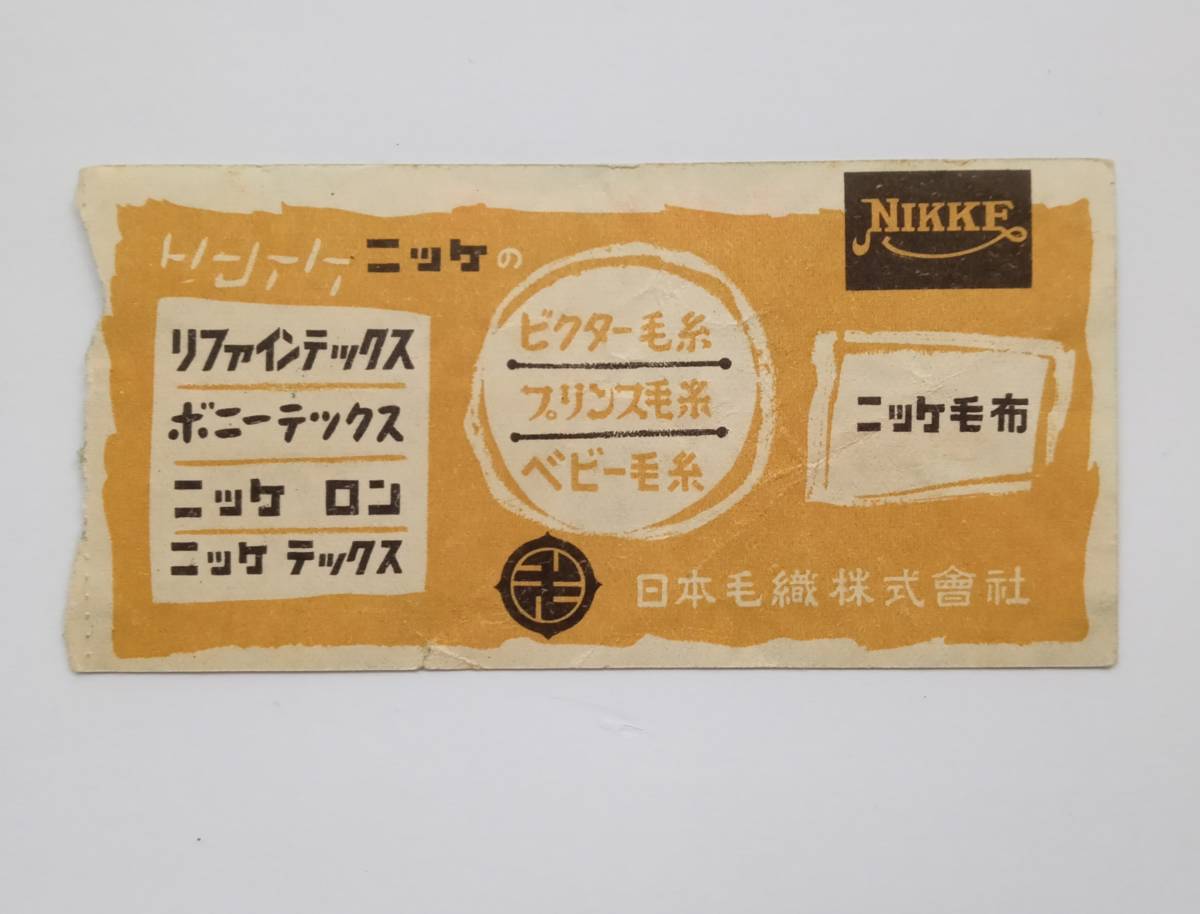 NIKKE
ニッケの
リファインテックス
ボニーテックス
ニッケ ロン
ニッケ テックス
ビクター毛糸
プリンス毛糸
ベビー毛糸
ニッケ毛布
日本毛織株式會社